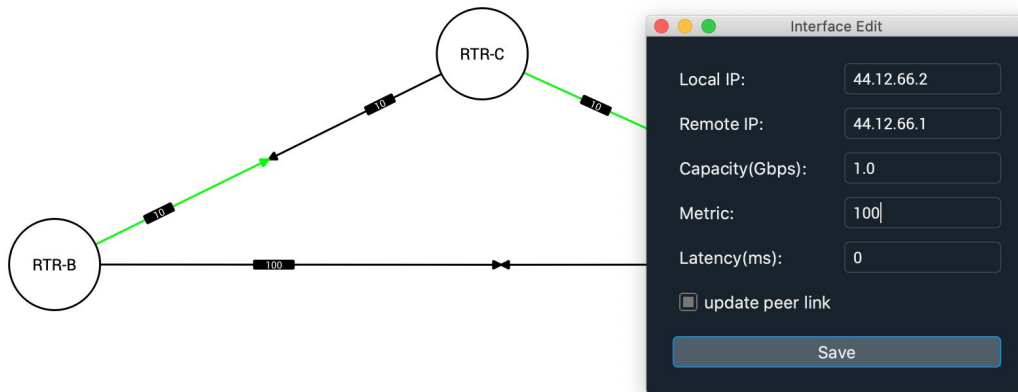 RTR-C
10
10
10
RTR-B
100
Interface Edit
Local IP: 44.12.66.2
Remote IP: 44.12.66.1
Capacity(Gbps): 1.0
Metric: 100
Latency(ms): 0
update peer link
Save